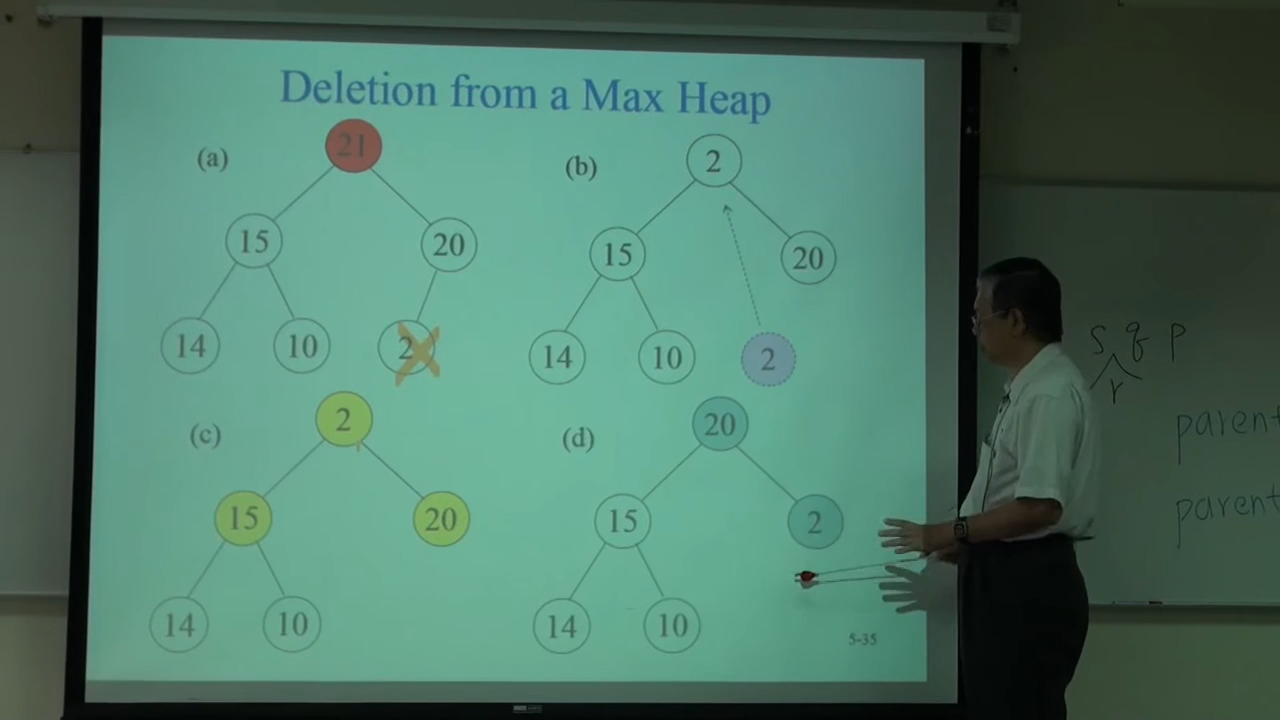 Deletion from a Max Heap
(a)
21
15
20
14
10
2
(b)
2
15
20
14
10
2
(c)
2
15
20
14
10
(d)
20
15
2
14
10
5-35
s q p
r
parent
parent